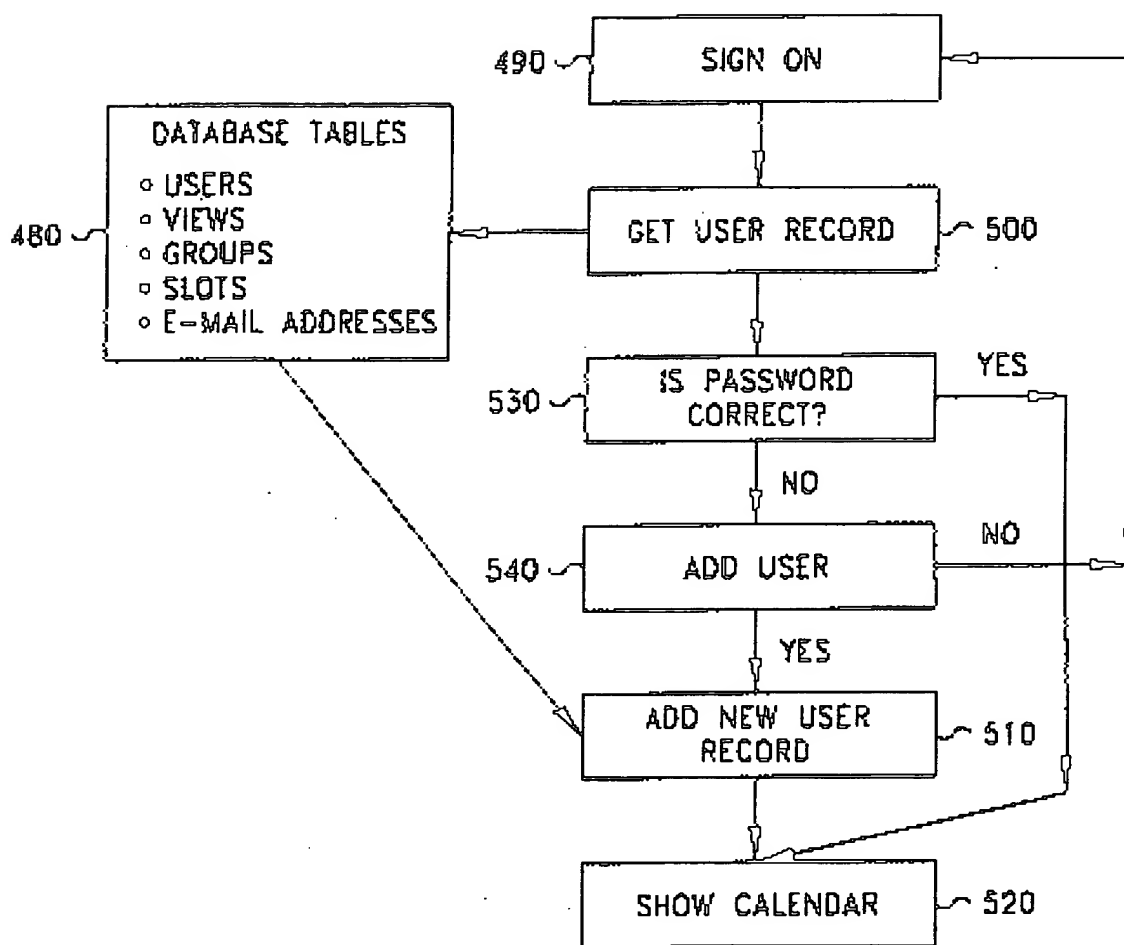 490
SIGN ON
DATABASE TABLES
USERS
VIEWS
GROUPS
SLOTS
E-MAIL ADDRESSES
480
GET USER RECORD
500
530
IS PASSWORD
CORRECT?
YES
NO
540
ADD USER
NO
YES
ADD NEW USER
RECORD
510
SHOW CALENDAR
520